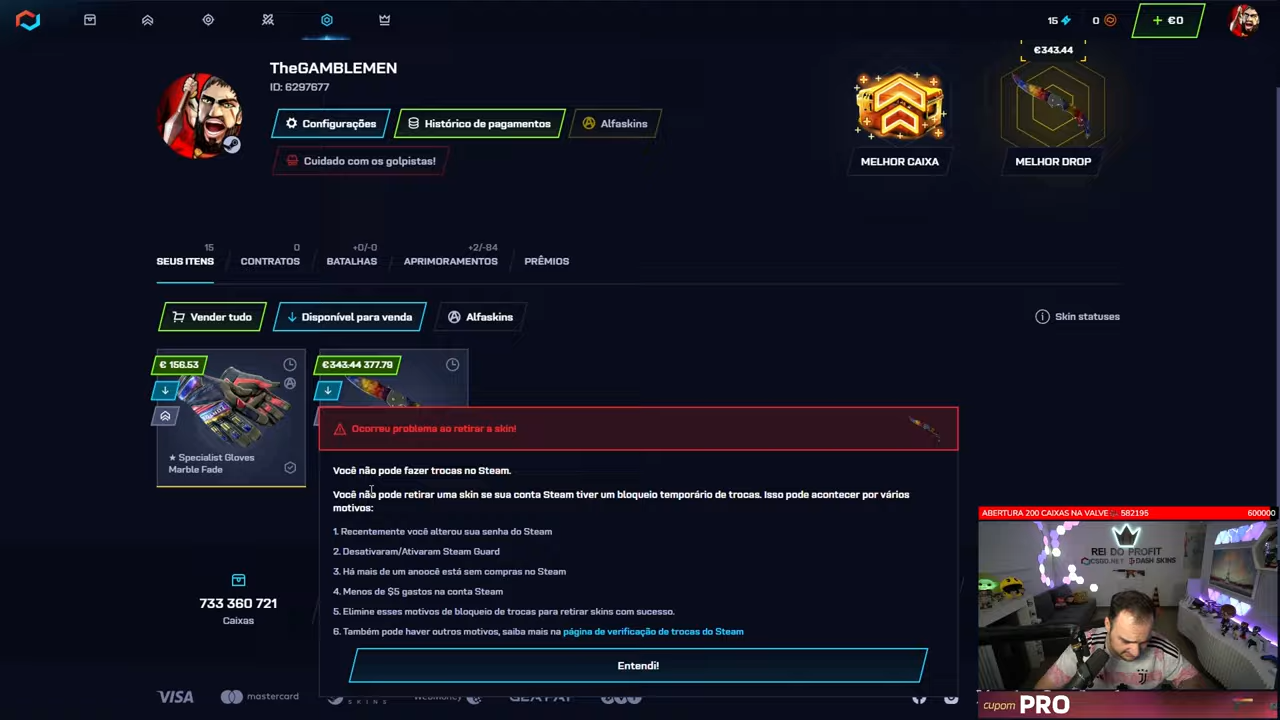 15
0
+ €0
€343.44
TheGAMBLEMEN
ID: 6297677
Configurações
Histórico de pagamentos
Alfaskins
Cuidado com os golpistas!
MELHOR CAIXA
MELHOR DROP
15
0
+0/-0
+2/-84
SEUS ITENS
CONTRATOS
BATALHAS
APRIMORAMENTOS
PRÊMIOS
Vender tudo
Disponível para venda
Alfaskins
Skin statuses
€ 156.53
€343.44 377.79
★ Specialist Gloves
Marble Fade
Ocorreu problema ao retirar a skin!
Você não pode fazer trocas no Steam.
Você não pode retirar uma skin se sua conta Steam tiver um bloqueio temporário de trocas. Isso pode acontecer por vários
motivos:
1. Recentemente você alterou sua senha do Steam
2. Desativaram/Ativaram Steam Guard
3. Há mais de um anoocê está sem compras no Steam
4. Menos de $5 gastos na conta Steam
5. Elimine esses motivos de bloqueio de trocas para retirar skins com sucesso.
6. Também pode haver outros motivos, saiba mais na página de verificação de trocas do Steam
Entendi!
733 360 721
Caixas
VISA
mastercard
SKINS
ABERTURA 200 CAIXAS NA VALVE
582195
600000
REI DO PROFIT
CSGO.NET
DASH SKINS
cupom PRO